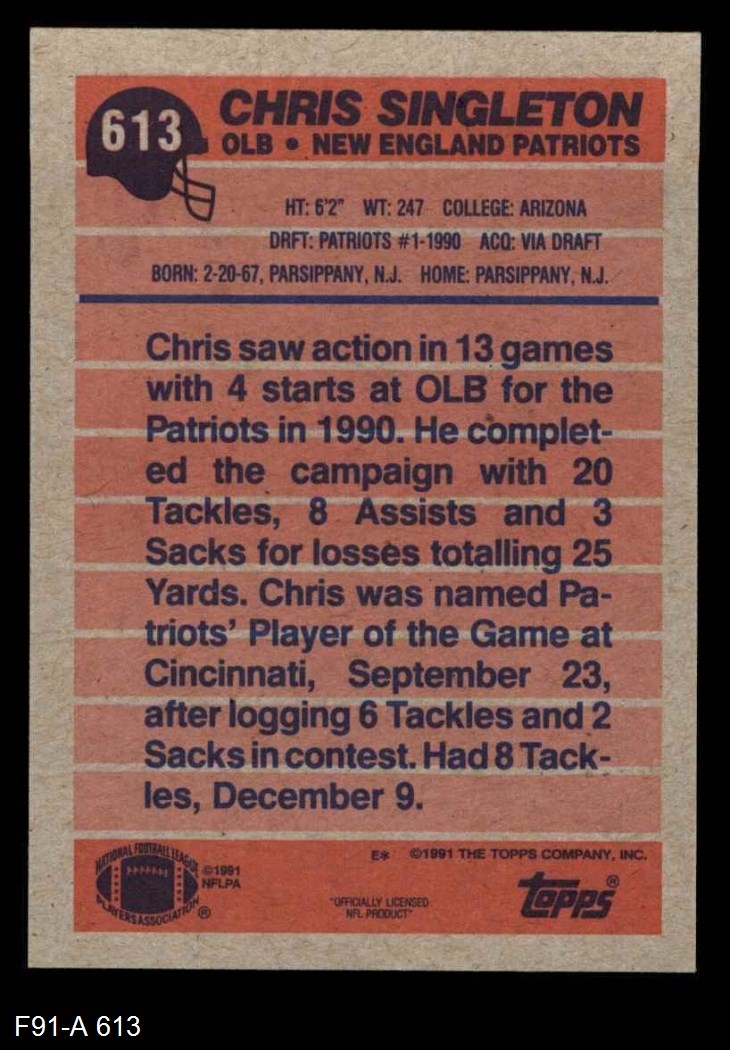 613
CHRIS SINGLETON
OLB • NEW ENGLAND PATRIOTS
HT: 6'2" WT: 247 COLLEGE: ARIZONA
DRFT: PATRIOTS #1-1990 ACQ: VIA DRAFT
BORN: 2-20-67, PARSIPPANY, N.J. HOME: PARSIPPANY, N.J.
Chris saw action in 13 games
with 4 starts at OLB for the
Patriots in 1990. He complet-
ed the campaign with 20
Tackles, 8 Assists and 3
Sacks for losses totalling 25
Yards. Chris was named Pa-
triots' Player of the Game at
Cincinnati, September 23,
after logging 6 Tackles and 2
Sacks in contest. Had 8 Tack-
les, December 9.
NATIONAL FOOTBALL LEAGUE
PLAYERS ASSOCIATION ®
©1991
NFLPA
E* ©1991 THE TOPPS COMPANY, INC.
"OFFICIALLY LICENSED
NFL PRODUCT"
topps®
F91-A 613